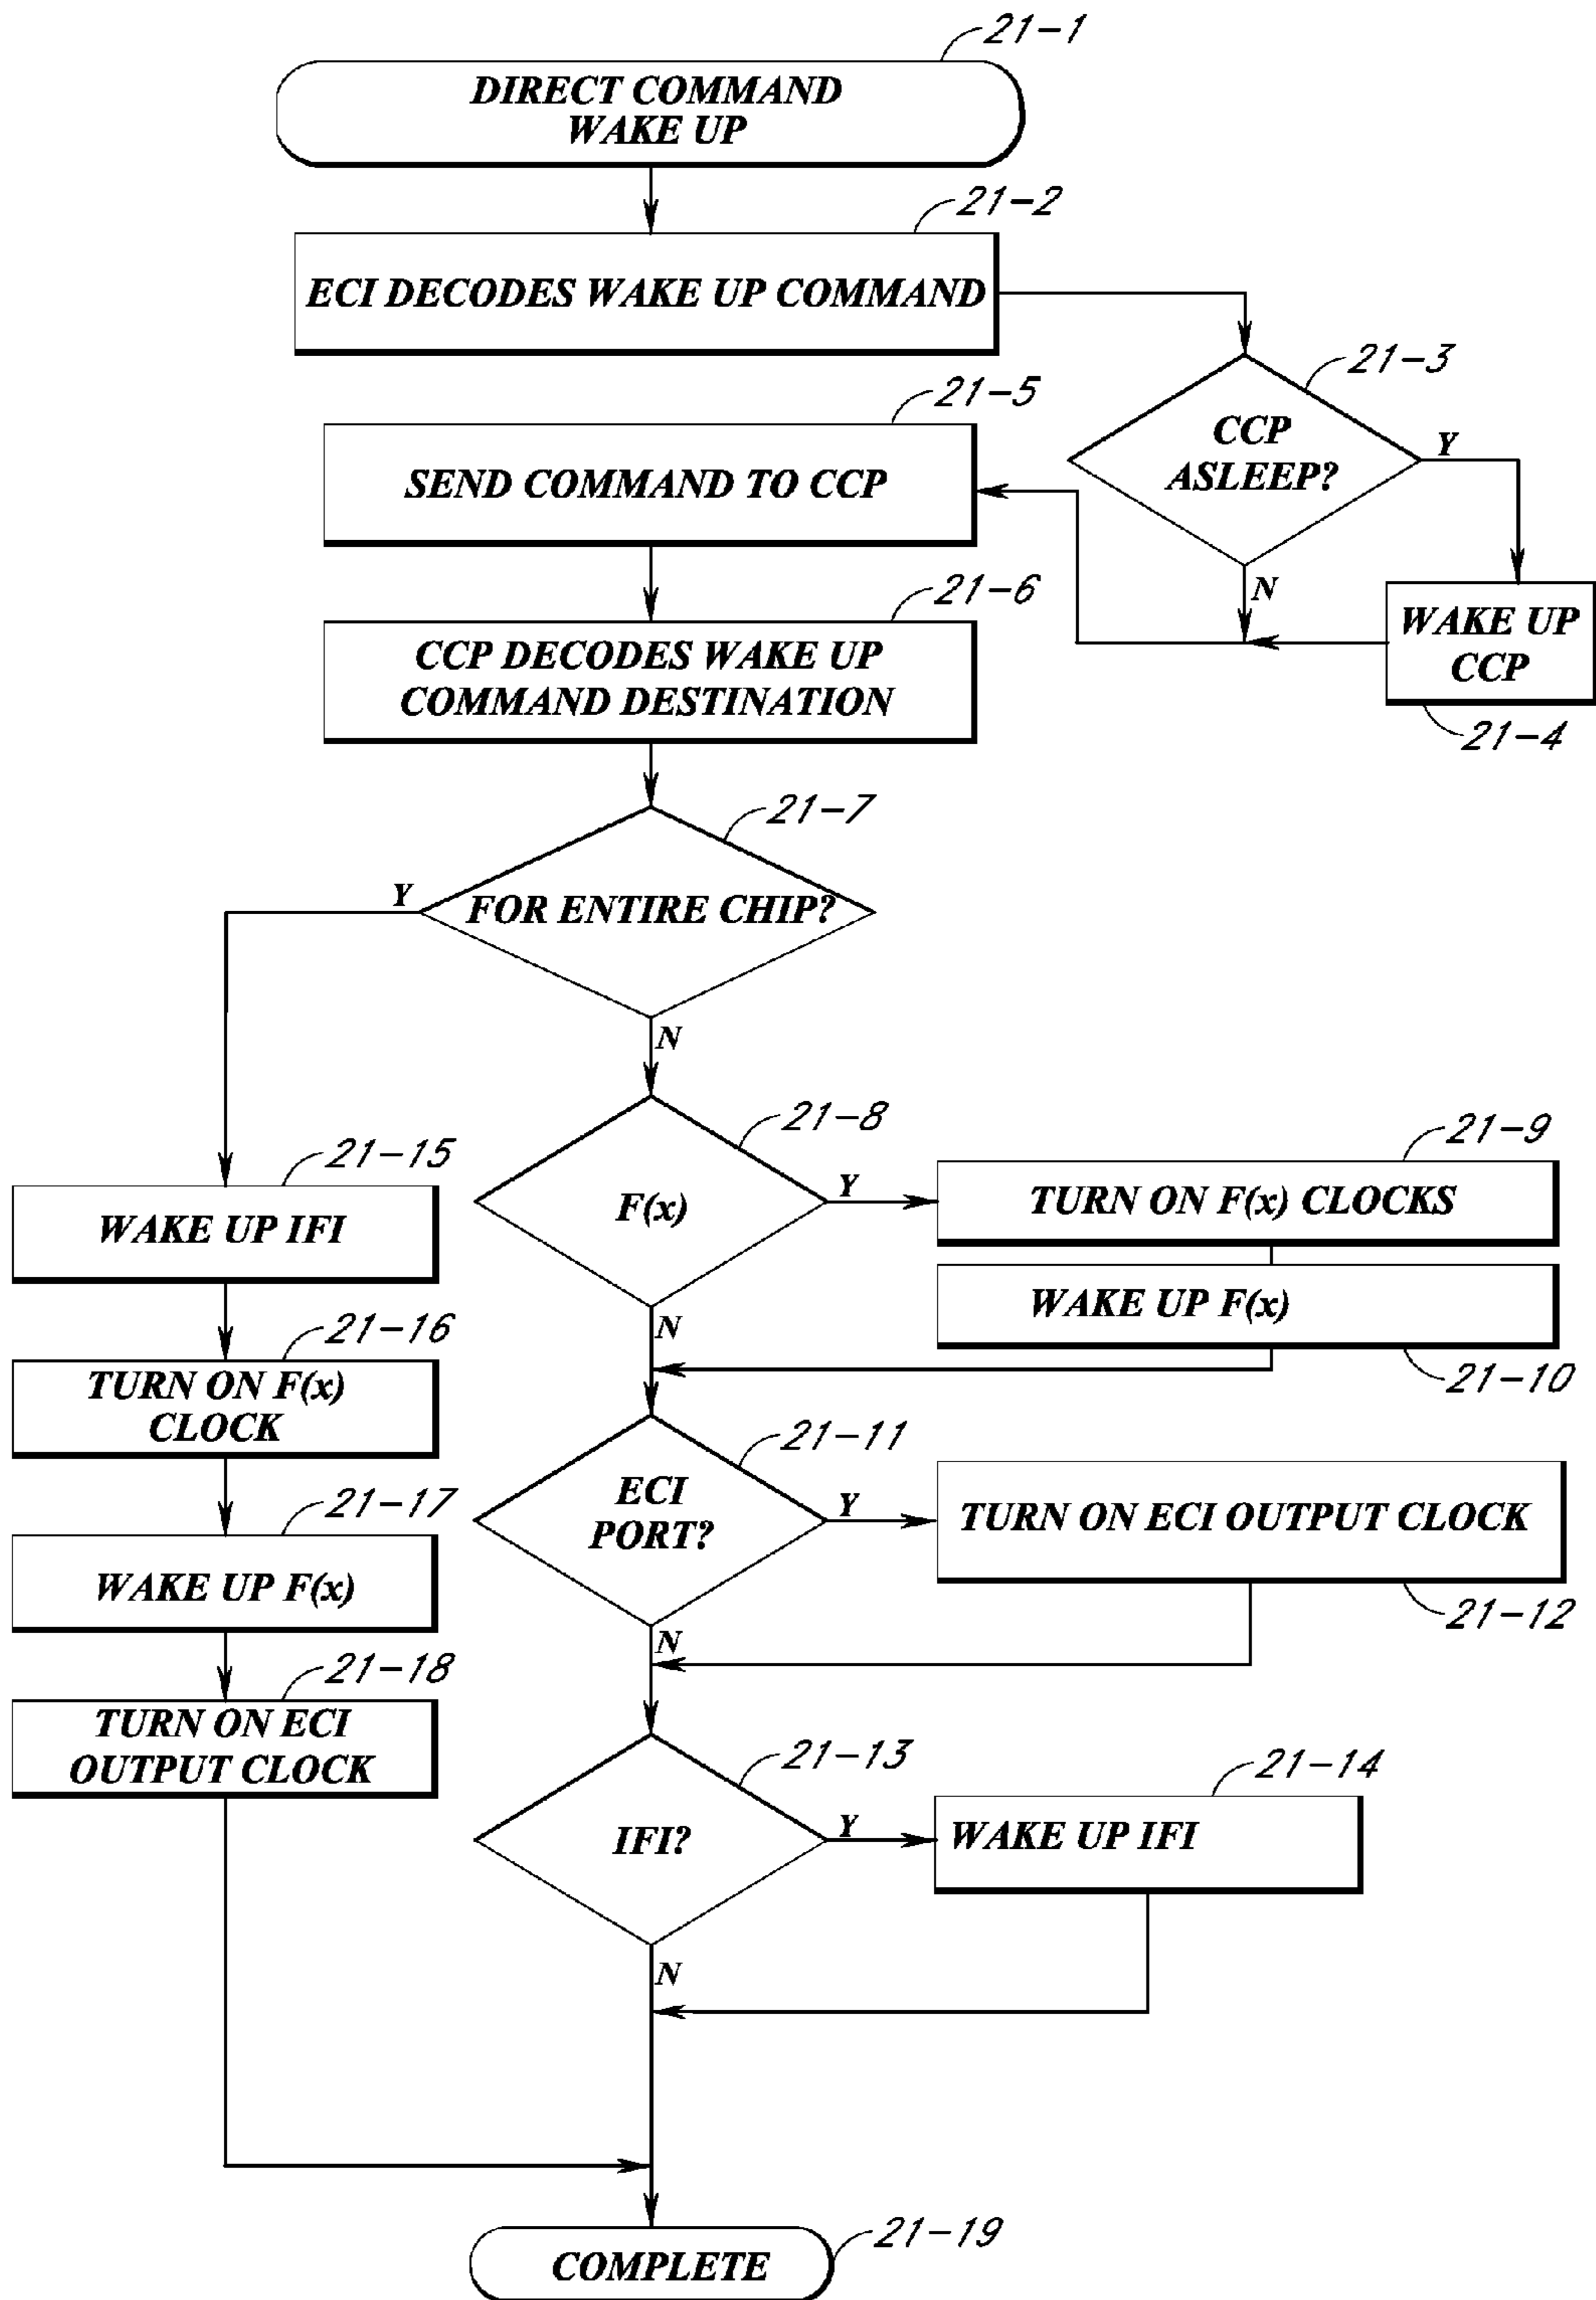 21-1
DIRECT COMMAND
WAKE UP
21-2
ECI DECODES WAKE UP COMMAND
21-3
CCP
ASLEEP?
Y
N
21-5
SEND COMMAND TO CCP
WAKE UP
CCP
21-4
21-6
CCP DECODES WAKE UP
COMMAND DESTINATION
21-7
FOR ENTIRE CHIP?
Y
N
21-8
F(x)
Y
N
21-9
TURN ON F(x) CLOCKS
WAKE UP F(x)
21-10
21-15
WAKE UP IFI
21-16
TURN ON F(x)
CLOCK
21-17
WAKE UP F(x)
21-18
TURN ON ECI
OUTPUT CLOCK
21-11
ECI
PORT?
Y
N
TURN ON ECI OUTPUT CLOCK
21-12
21-13
IFI?
Y
N
21-14
WAKE UP IFI
21-19
COMPLETE